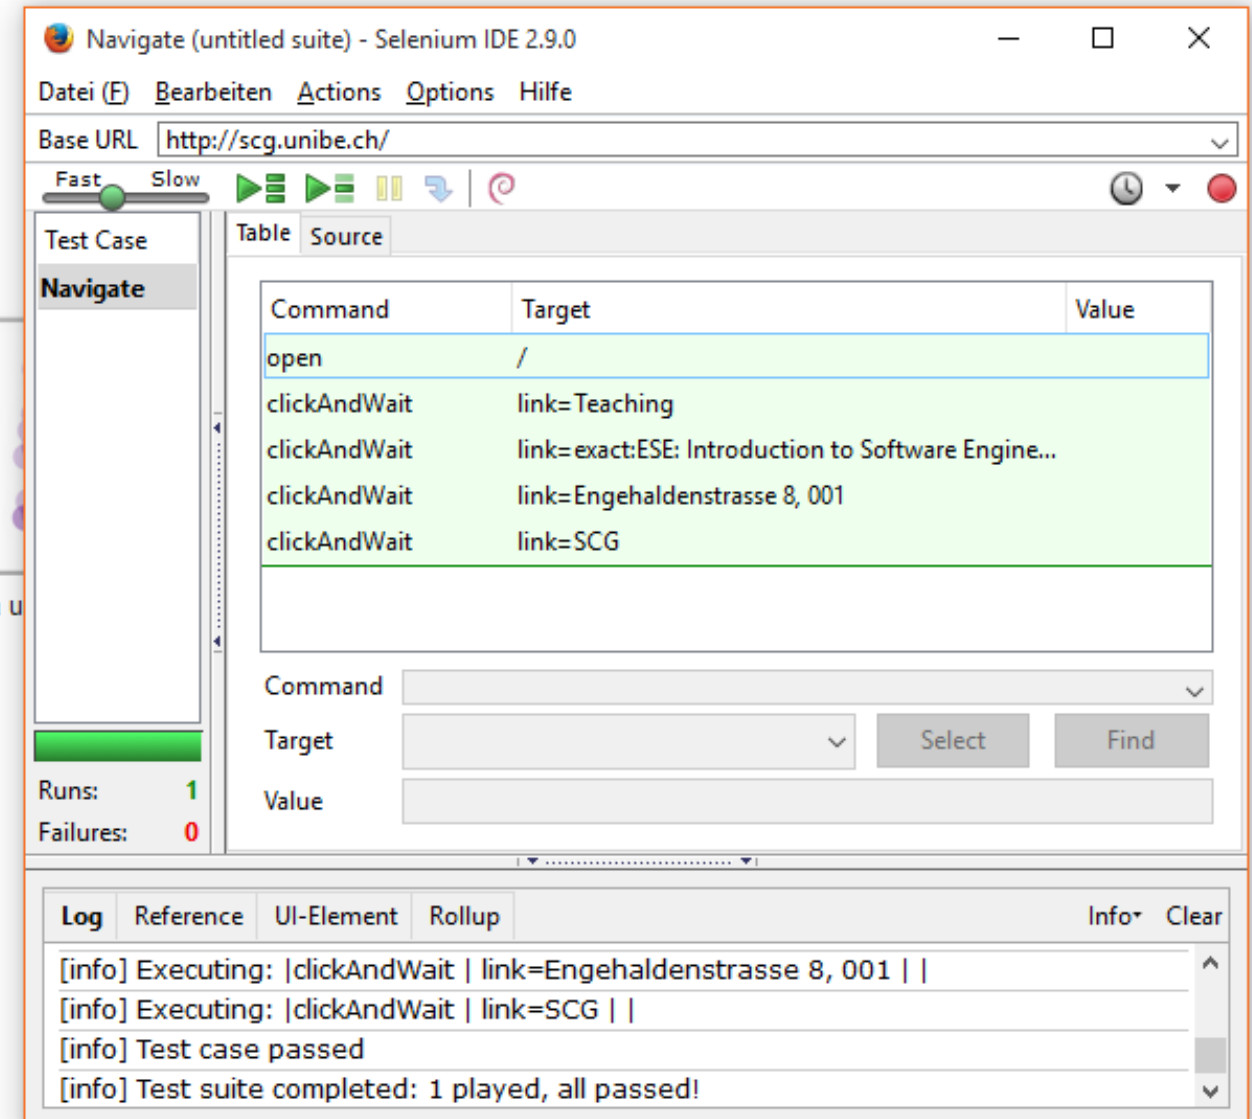 Navigate (untitled suite) - Selenium IDE 2.9.0
Datei (F) Bearbeiten Actions Options Hilfe
Base URL http://scg.unibe.ch/
Fast Slow
Test Case
Navigate
Table Source
Command Target Value
open /
clickAndWait link=Teaching
clickAndWait link=exact:ESE: Introduction to Software Engine...
clickAndWait link=Engehaldenstrasse 8, 001
clickAndWait link=SCG
u
Command
Target Select Find
Value
Runs: 1
Failures: 0
Log Reference UI-Element Rollup Info Clear
[info] Executing: |clickAndWait | link=Engehaldenstrasse 8, 001 | |
[info] Executing: |clickAndWait | link=SCG | |
[info] Test case passed
[info] Test suite completed: 1 played, all passed!